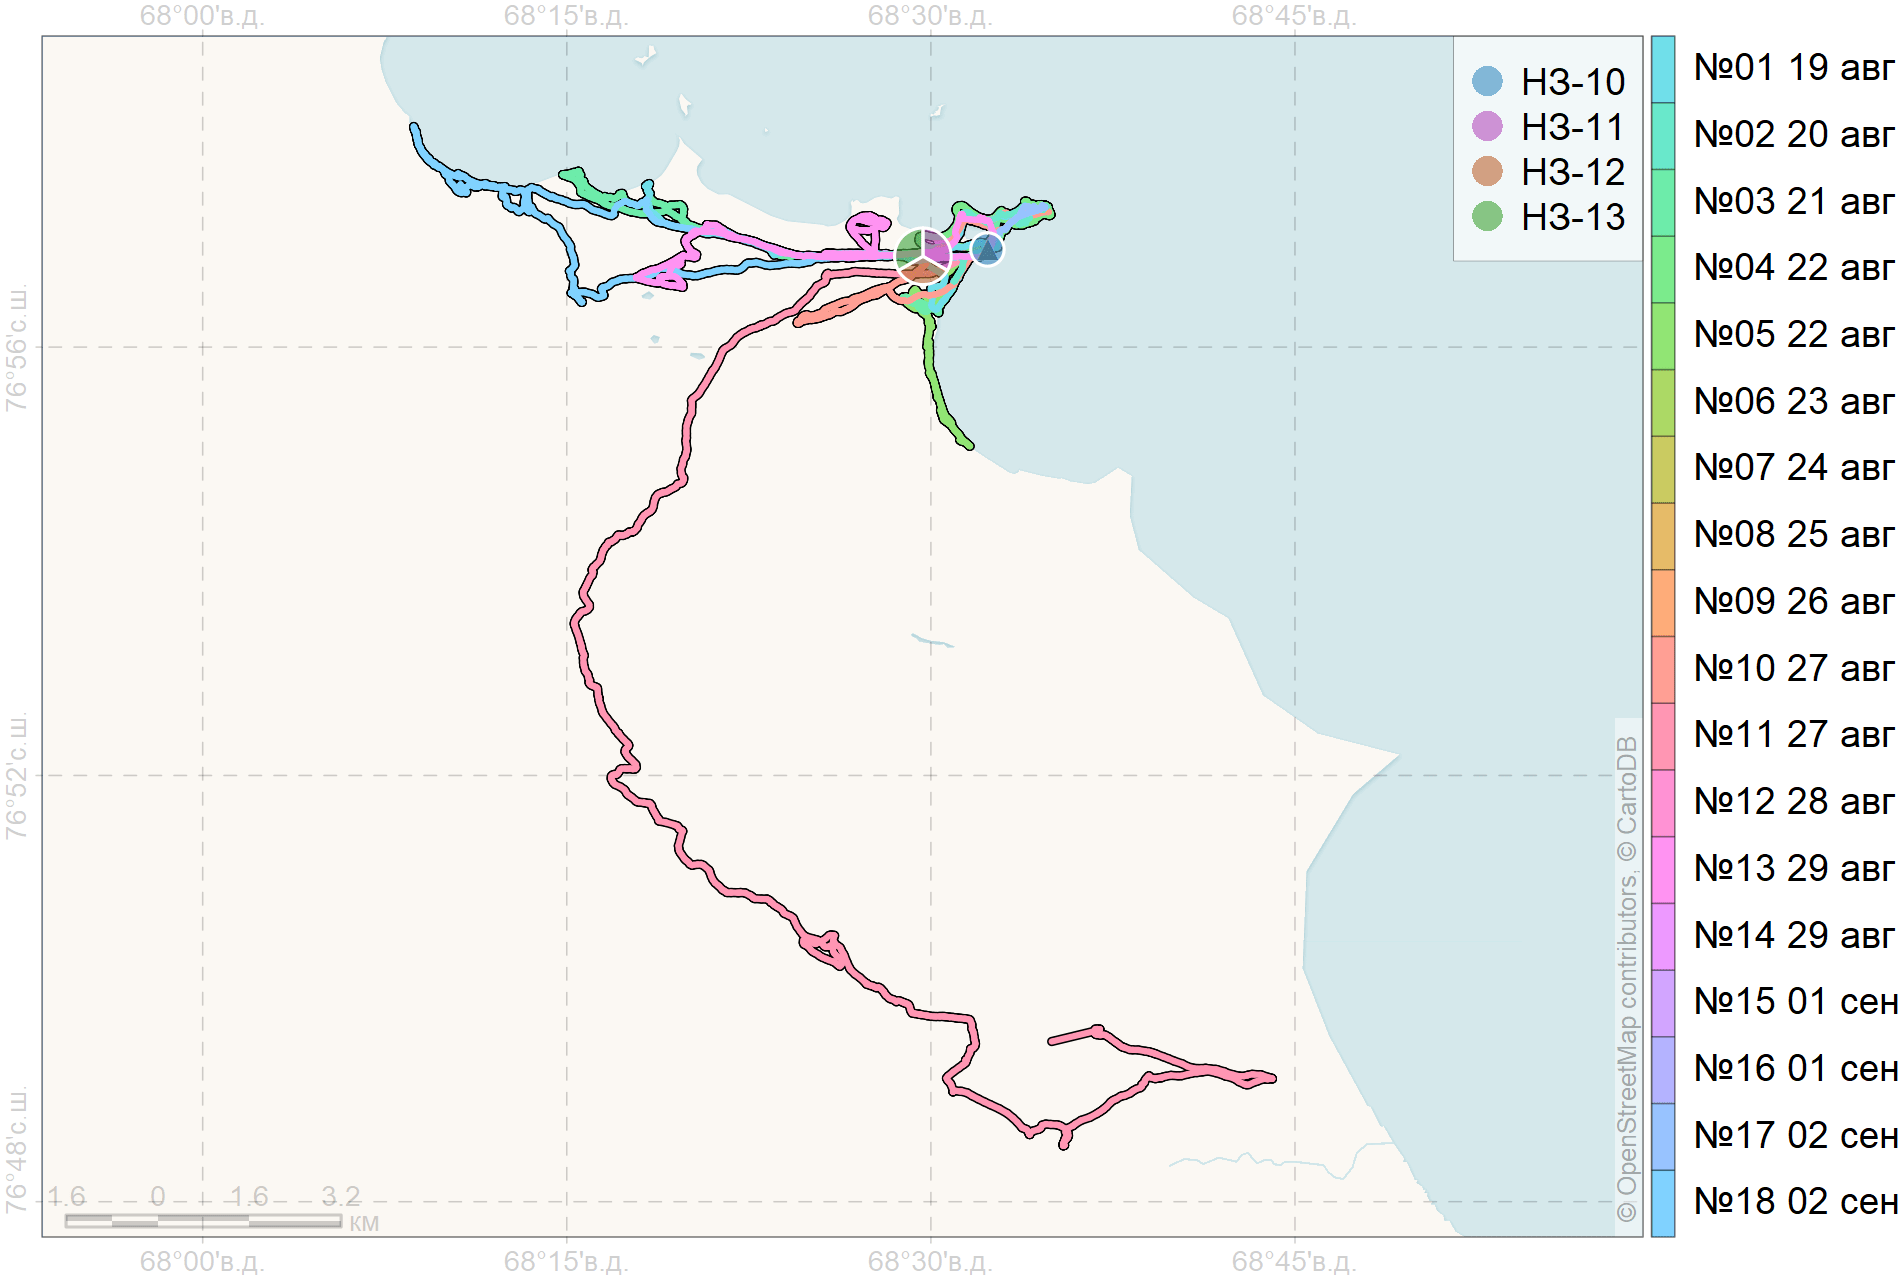 68°00'в.д.
68°15'в.д.
68°30'в.д.
68°45'в.д.
НЗ-10
НЗ-11
НЗ-12
НЗ-13
№01 19 авг
№02 20 авг
№03 21 авг
№04 22 авг
№05 22 авг
№06 23 авг
№07 24 авг
№08 25 авг
№09 26 авг
№10 27 авг
№11 27 авг
№12 28 авг
№13 29 авг
№14 29 авг
№15 01 сен
№16 01 сен
№17 02 сен
№18 02 сен
76°56'с.ш.
76°52'с.ш.
76°48'с.ш.
1.6 0 1.6 3.2
км
© OpenStreetMap contributors, © CartoDB
68°00'в.д.
68°15'в.д.
68°30'в.д.
68°45'в.д.